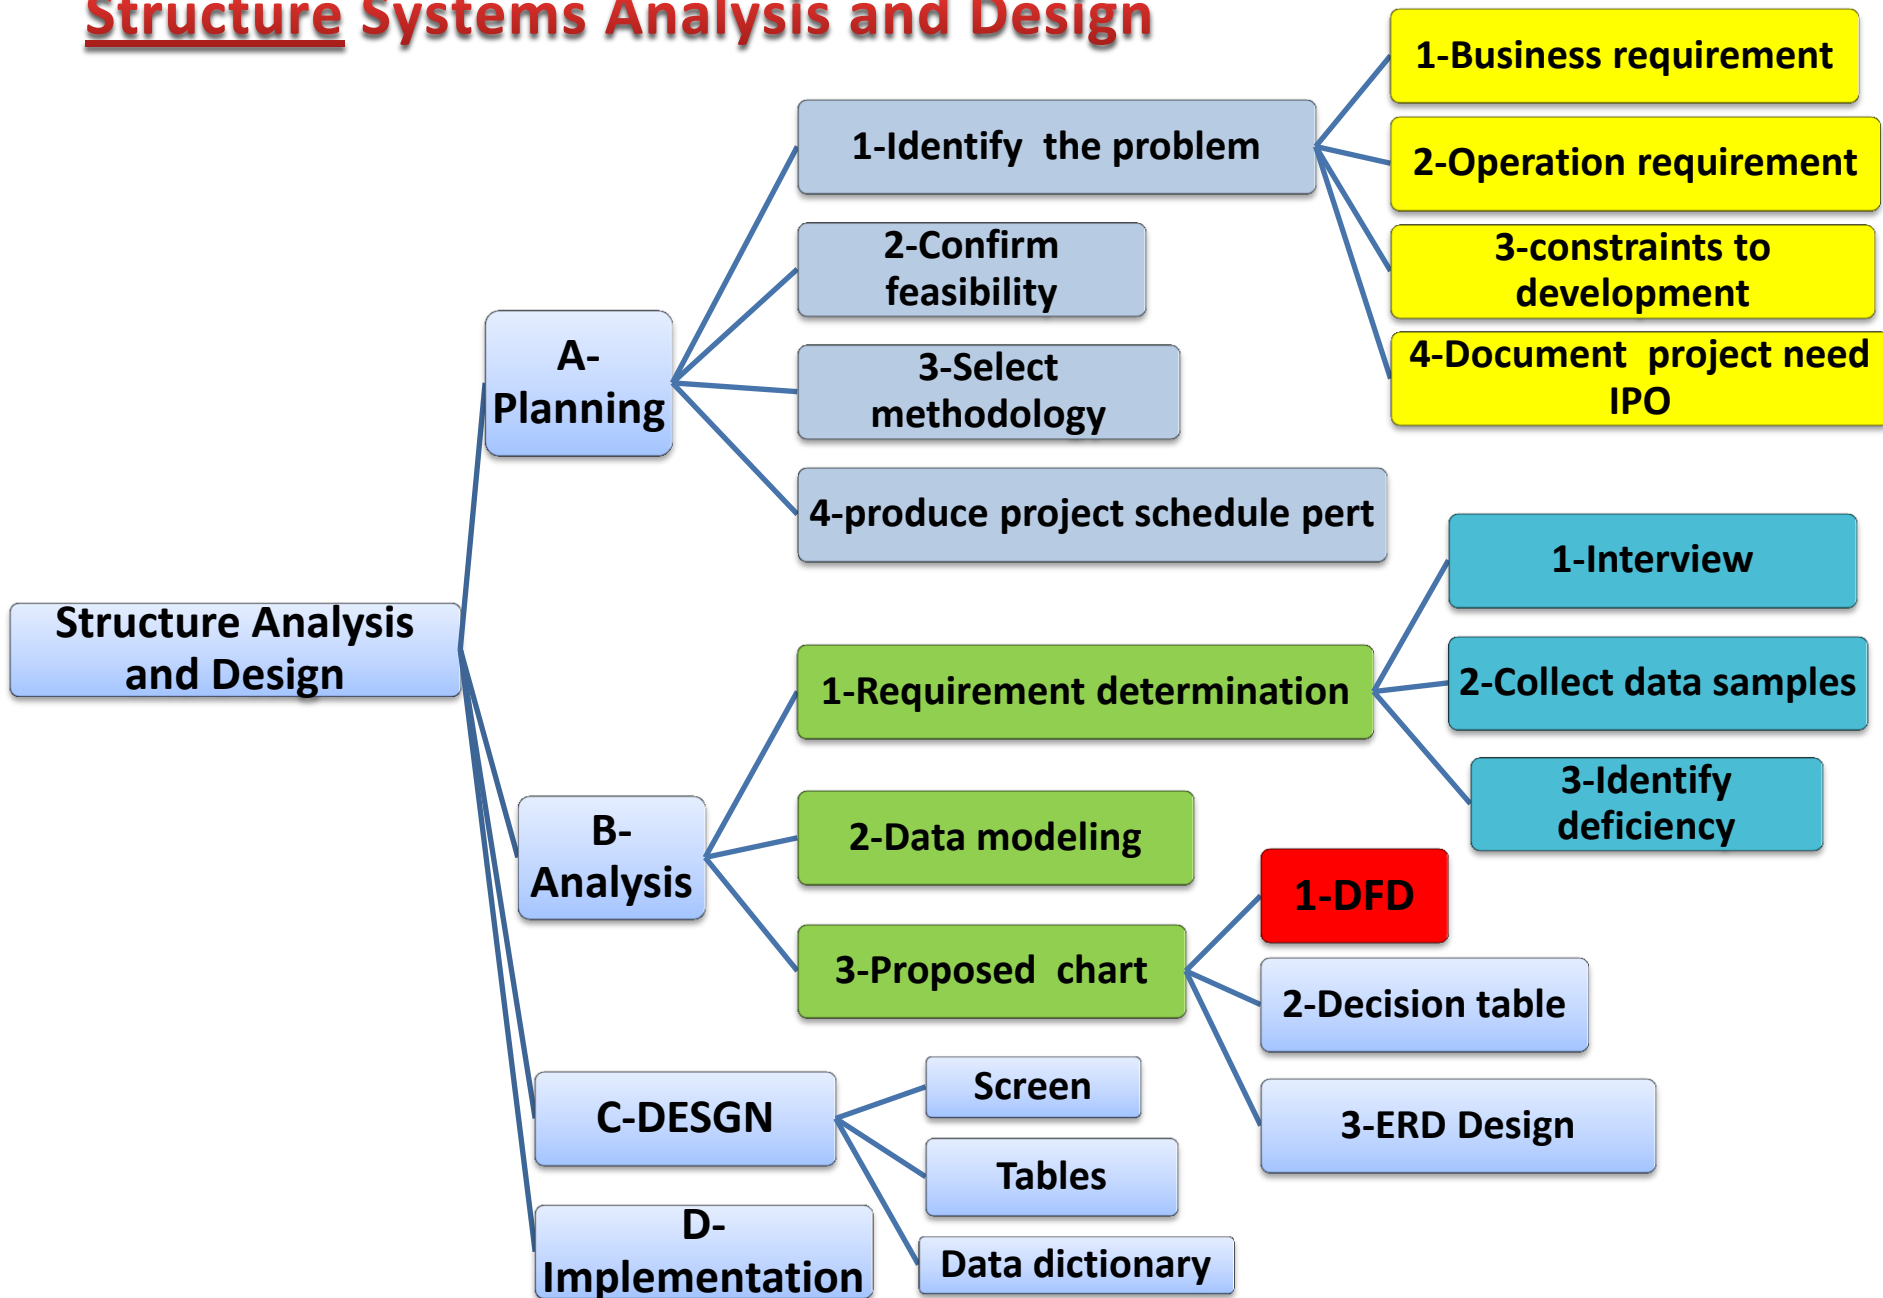 Structure Systems Analysis and Design
Structure Analysis
and Design
A-
Planning
1-Identify  the problem
1-Business requirement
2-Operation requirement
3-constraints to
development
4-Document  project need
IPO
2-Confirm
feasibility
3-Select
methodology
4-produce project schedule pert
B-
Analysis
1-Requirement determination
1-Interview
2-Collect data samples
3-Identify
deficiency
2-Data modeling
3-Proposed  chart
1-DFD
2-Decision table
3-ERD Design
C-DESGN
Screen
Tables
Data dictionary
D-
Implementation